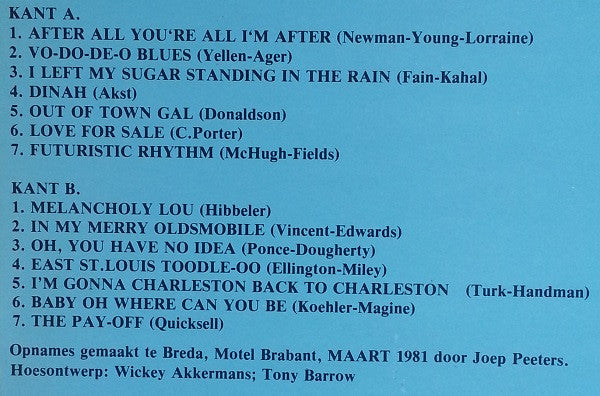 KANT A.
1. AFTER ALL YOU'RE ALL I'M AFTER (Newman-Young-Lorraine)
2. VO-DO-DE-O BLUES (Yellen-Ager)
3. I LEFT MY SUGAR STANDING IN THE RAIN (Fain-Kahal)
4. DINAH (Akst)
5. OUT OF TOWN GAL (Donaldson)
6. LOVE FOR SALE (C.Porter)
7. FUTURISTIC RHYTHM (McHugh-Fields)
KANT B.
1. MELANCHOLY LOU (Hibbeler)
2. IN MY MERRY OLDSMOBILE (Vincent-Edwards)
3. OH, YOU HAVE NO IDEA (Ponce-Dougherty)
4. EAST ST.LOUIS TOODLE-OO (Ellington-Miley)
5. I'M GONNA CHARLESTON BACK TO CHARLESTON (Turk-Handman)
6. BABY OH WHERE CAN YOU BE (Koehler-Magine)
7. THE PAY-OFF (Quicksell)
Opnames gemaakt te Breda, Motel Brabant, MAART 1981 door Joep Peeters.
Hoesontwerp: Wickey Akkermans; Tony Barrow